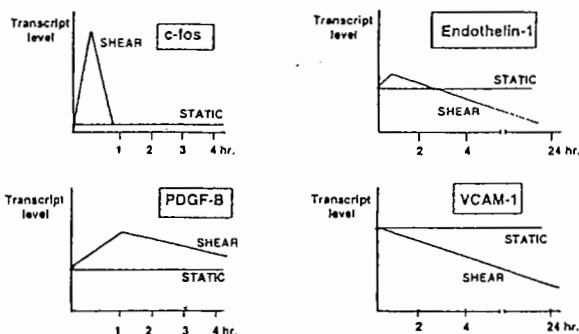 Transcript
level
c-fos
SHEAR
STATIC
1 2 3 4 hr.
Transcript
level
Endothelin-1
STATIC
SHEAR
2 4 24 hr.
Transcript
level
PDGF-B
SHEAR
STATIC
1 2 3 4 hr.
Transcript
level
VCAM-1
STATIC
SHEAR
2 4 24 hr.